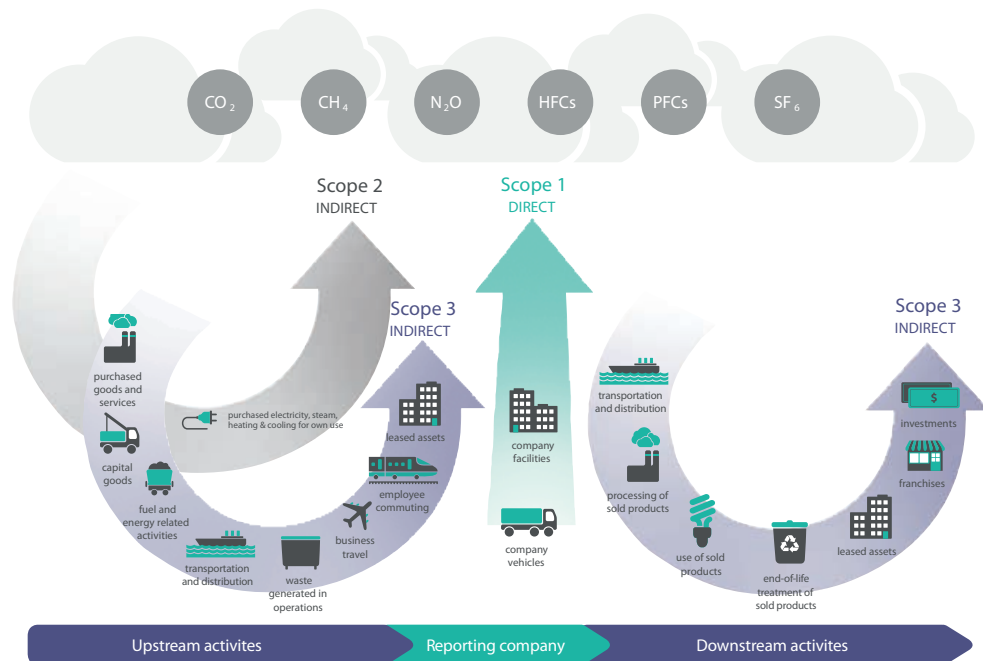 CO₂
CH₄
N₂O
HFCs
PFCs
SF₆
Scope 2
INDIRECT
Scope 1
DIRECT
Scope 3
INDIRECT
Scope 3
INDIRECT
purchased
goods and
services
capital
goods
fuel and
energy related
activities
purchased electricity, steam,
heating & cooling for own use
transportation
and distribution
waste
generated in
operations
business
travel
employee
commuting
leased assets
company
facilities
company
vehicles
transportation
and distribution
processing of
sold products
use of sold
products
end-of-life
treatment of
sold products
leased assets
franchises
$
investments
Upstream activites
Reporting company
Downstream activites